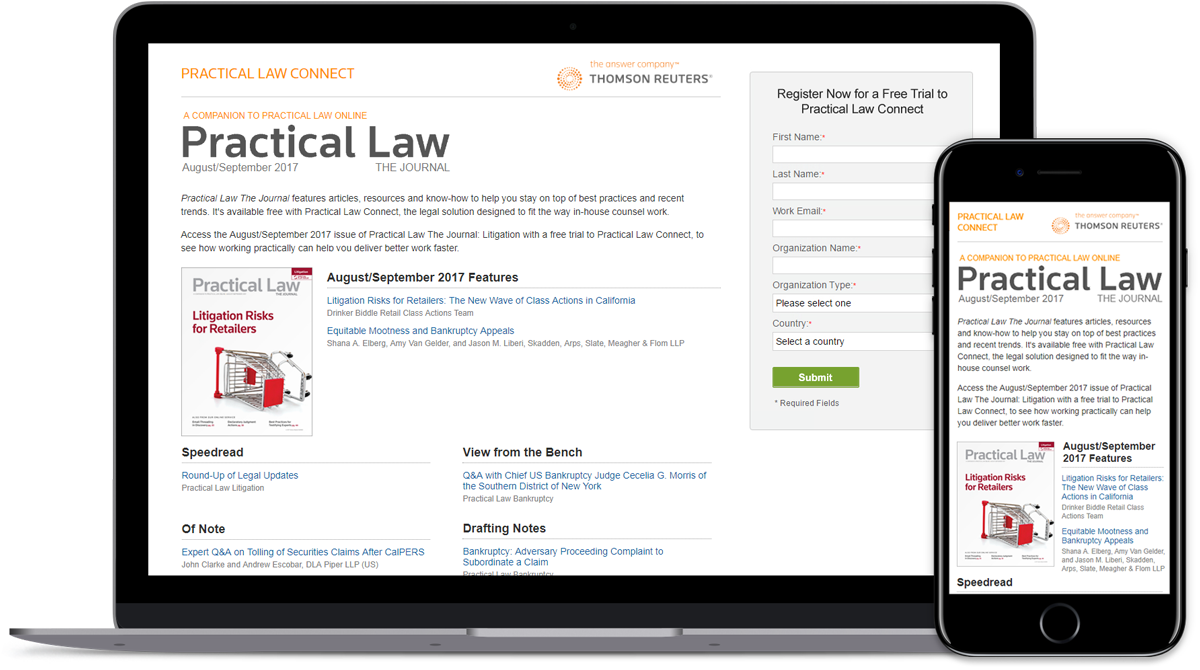 PRACTICAL LAW CONNECT
the answer company™
THOMSON REUTERS®
A COMPANION TO PRACTICAL LAW ONLINE
Practical Law
August/September 2017 THE JOURNAL
Practical Law The Journal features articles, resources and know-how to help you stay on top of best practices and recent
trends. It's available free with Practical Law Connect, the legal solution designed to fit the way in-house counsel work.
Access the August/September 2017 issue of Practical Law The Journal: Litigation with a free trial to Practical Law Connect, to
see how working practically can help you deliver better work faster.
Litigation
Practical Law
THE JOURNAL
Litigation Risks
for Retailers
August/September 2017 Features
Litigation Risks for Retailers: The New Wave of Class Actions in California
Drinker Biddle Retail Class Actions Team
Equitable Mootness and Bankruptcy Appeals
Shana A. Elberg, Amy Van Gelder, and Jason M. Liberi, Skadden, Arps, Slate, Meagher & Flom LLP
Speedread
Round-Up of Legal Updates
Practical Law Litigation
View from the Bench
Q&A with Chief US Bankruptcy Judge Cecelia G. Morris of
the Southern District of New York
Practical Law Bankruptcy
Of Note
Expert Q&A on Tolling of Securities Claims After CalPERS
John Clarke and Andrew Escobar, DLA Piper LLP (US)
Drafting Notes
Bankruptcy: Adversary Proceeding Complaint to
Subordinate a Claim
Practical Law Bankruptcy
Register Now for a Free Trial to
Practical Law Connect
First Name:*
Last Name:*
Work Email:*
Organization Name:*
Organization Type:*
Please select one
Country:*
Select a country
Submit
* Required Fields
PRACTICAL LAW
CONNECT
the answer company™
THOMSON REUTERS®
A COMPANION TO PRACTICAL LAW ONLINE
Practical Law
August/September 2017 THE JOURNAL
Practical Law The Journal features articles, resources
and know-how to help you stay on top of best practices
and recent trends. It's available free with Practical Law
Connect, the legal solution designed to fit the way in-
house counsel work.
Access the August/September 2017 issue of Practical
Law The Journal: Litigation with a free trial to Practical
Law Connect, to see how working practically can help
you deliver better work faster.
Practical Law
THE JOURNAL
Litigation Risks
for Retailers
August/September
2017 Features
Litigation Risks for Retailers:
The New Wave of Class
Actions in California
Drinker Biddle Retail Class
Actions Team
Equitable Mootness and
Bankruptcy Appeals
Shana A. Elberg, Amy Van Gelder,
and Jason M. Liberi, Skadden,
Arps, Slate, Meagher & Flom LLP
Speedread